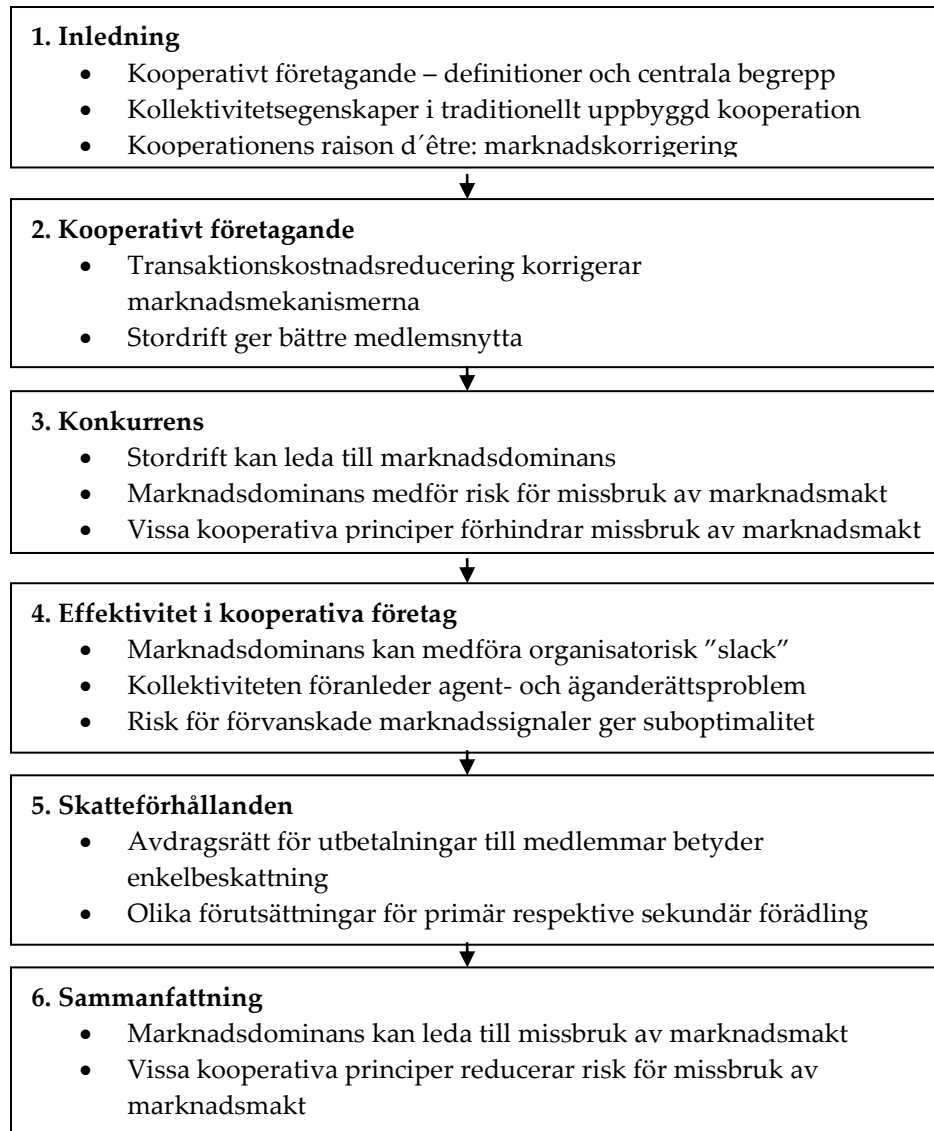 1. Inledning
• Kooperativt företagande – definitioner och centrala begrepp
• Kollektivitetsegenskaper i traditionellt uppbyggd kooperation
• Kooperationens raison d´être: marknadskorrigering
2. Kooperativt företagande
• Transaktionskostnadsreducering korrigerar
marknadsmekanismerna
• Stordrift ger bättre medlemsnytta
3. Konkurrens
• Stordrift kan leda till marknadsdominans
• Marknadsdominans medför risk för missbruk av marknadsmakt
• Vissa kooperativa principer förhindrar missbruk av marknadsmakt
4. Effektivitet i kooperativa företag
• Marknadsdominans kan medföra organisatorisk ”slack”
• Kollektiviteten föranleder agent- och äganderättsproblem
• Risk för förvanskade marknadssignaler ger suboptimalitet
5. Skatteförhållanden
• Avdragsrätt för utbetalningar till medlemmar betyder
enkelbeskattning
• Olika förutsättningar för primär respektive sekundär förädling
6. Sammanfattning
• Marknadsdominans kan leda till missbruk av marknadsmakt
• Vissa kooperativa principer reducerar risk för missbruk av
marknadsmakt